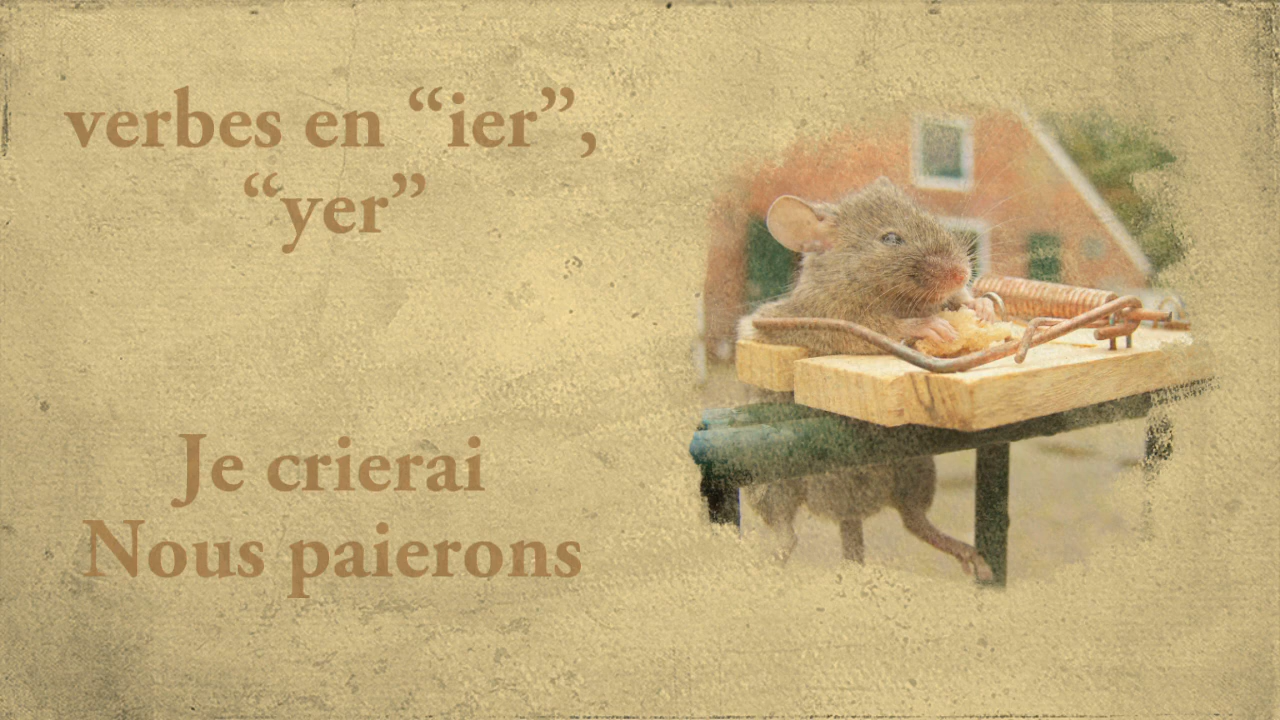 verbes en “ier”,
“yer”
Je crierai
Nous paierons